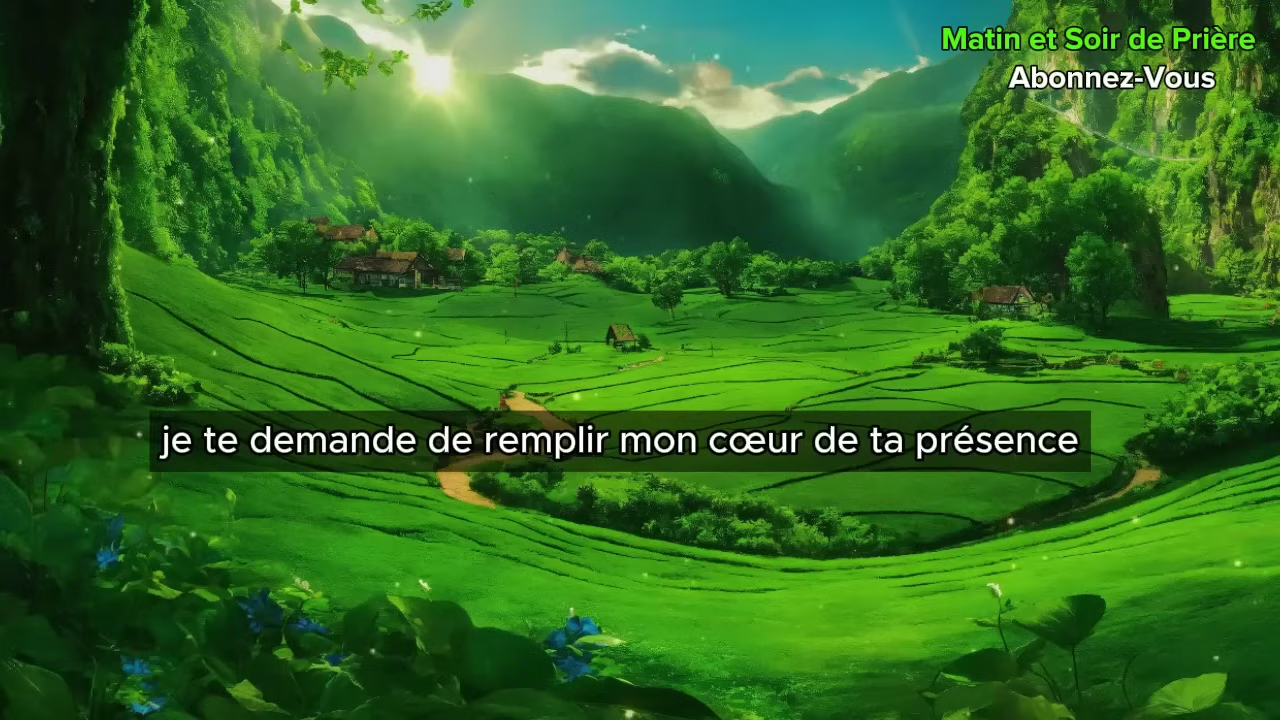 Matin et Soir de Prière
Abonnez-Vous
je te demande de remplir mon cœur de ta présence